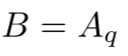 B = A_q